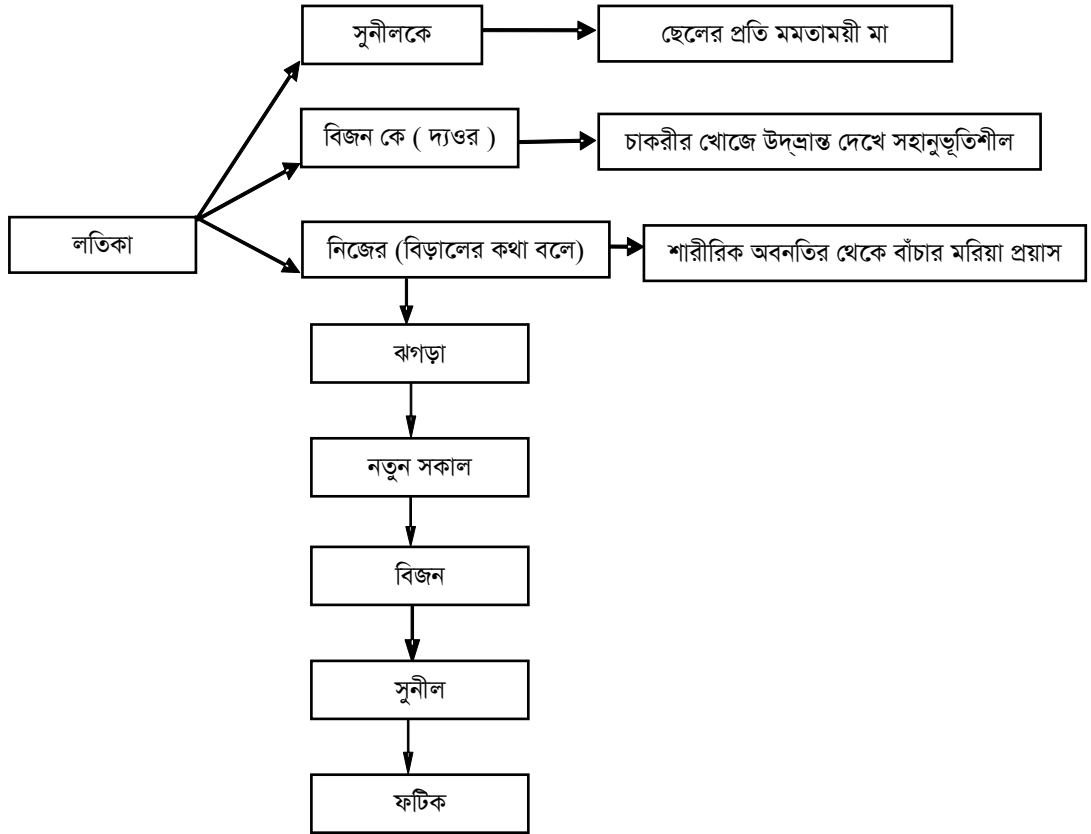 সুনীলকে
ছেলের প্রতি মমতাময়ী মা
বিজন কে ( দ্যওর )
চাকরীর খোজে উদ্‌ভ্রান্ত দেখে সহানুভূতিশীল
লতিকা
নিজের (বিড়ালের কথা বলে)
শারীরিক অবনতির থেকে বাঁচার মরিয়া প্রয়াস
ঝগড়া
নতুন সকাল
বিজন
সুনীল
ফটিক